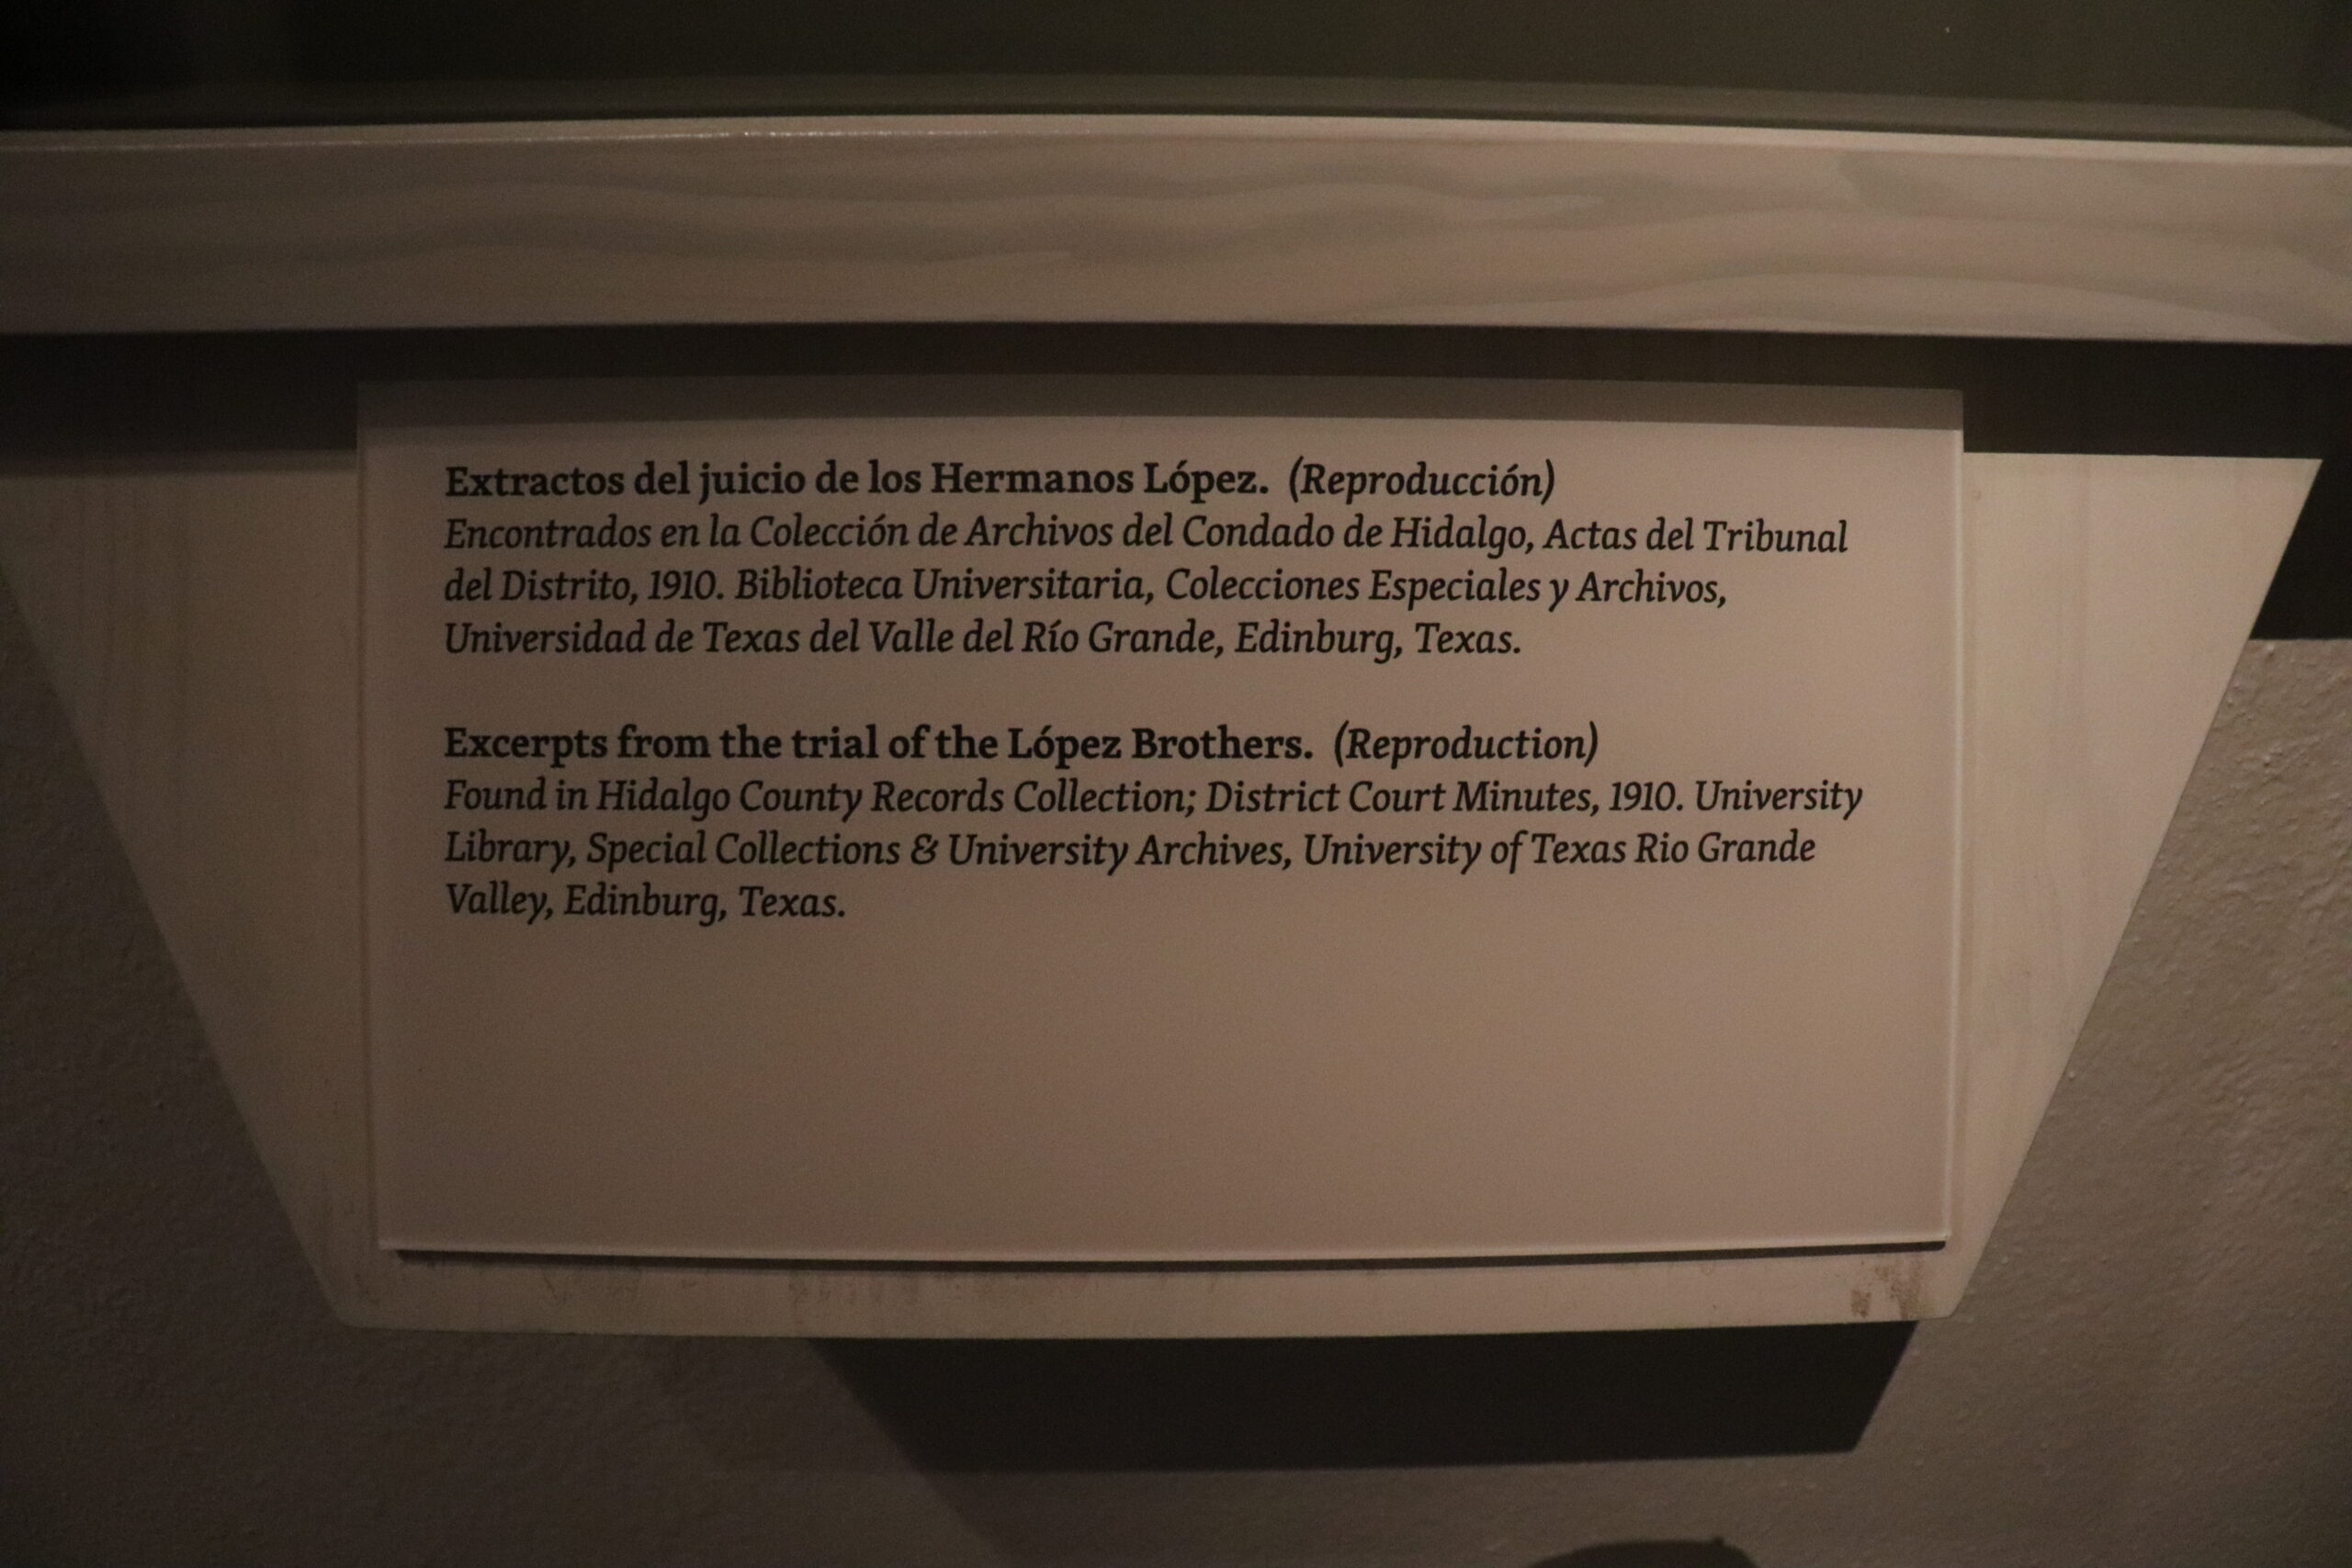 Extractos del juicio de los Hermanos López. (Reproducción)
Encontrados en la Colección de Archivos del Condado de Hidalgo, Actas del Tribunal
del Distrito, 1910. Biblioteca Universitaria, Colecciones Especiales y Archivos,
Universidad de Texas del Valle del Río Grande, Edinburg, Texas.
Excerpts from the trial of the López Brothers. (Reproduction)
Found in Hidalgo County Records Collection; District Court Minutes, 1910. University
Library, Special Collections & University Archives, University of Texas Rio Grande
Valley, Edinburg, Texas.